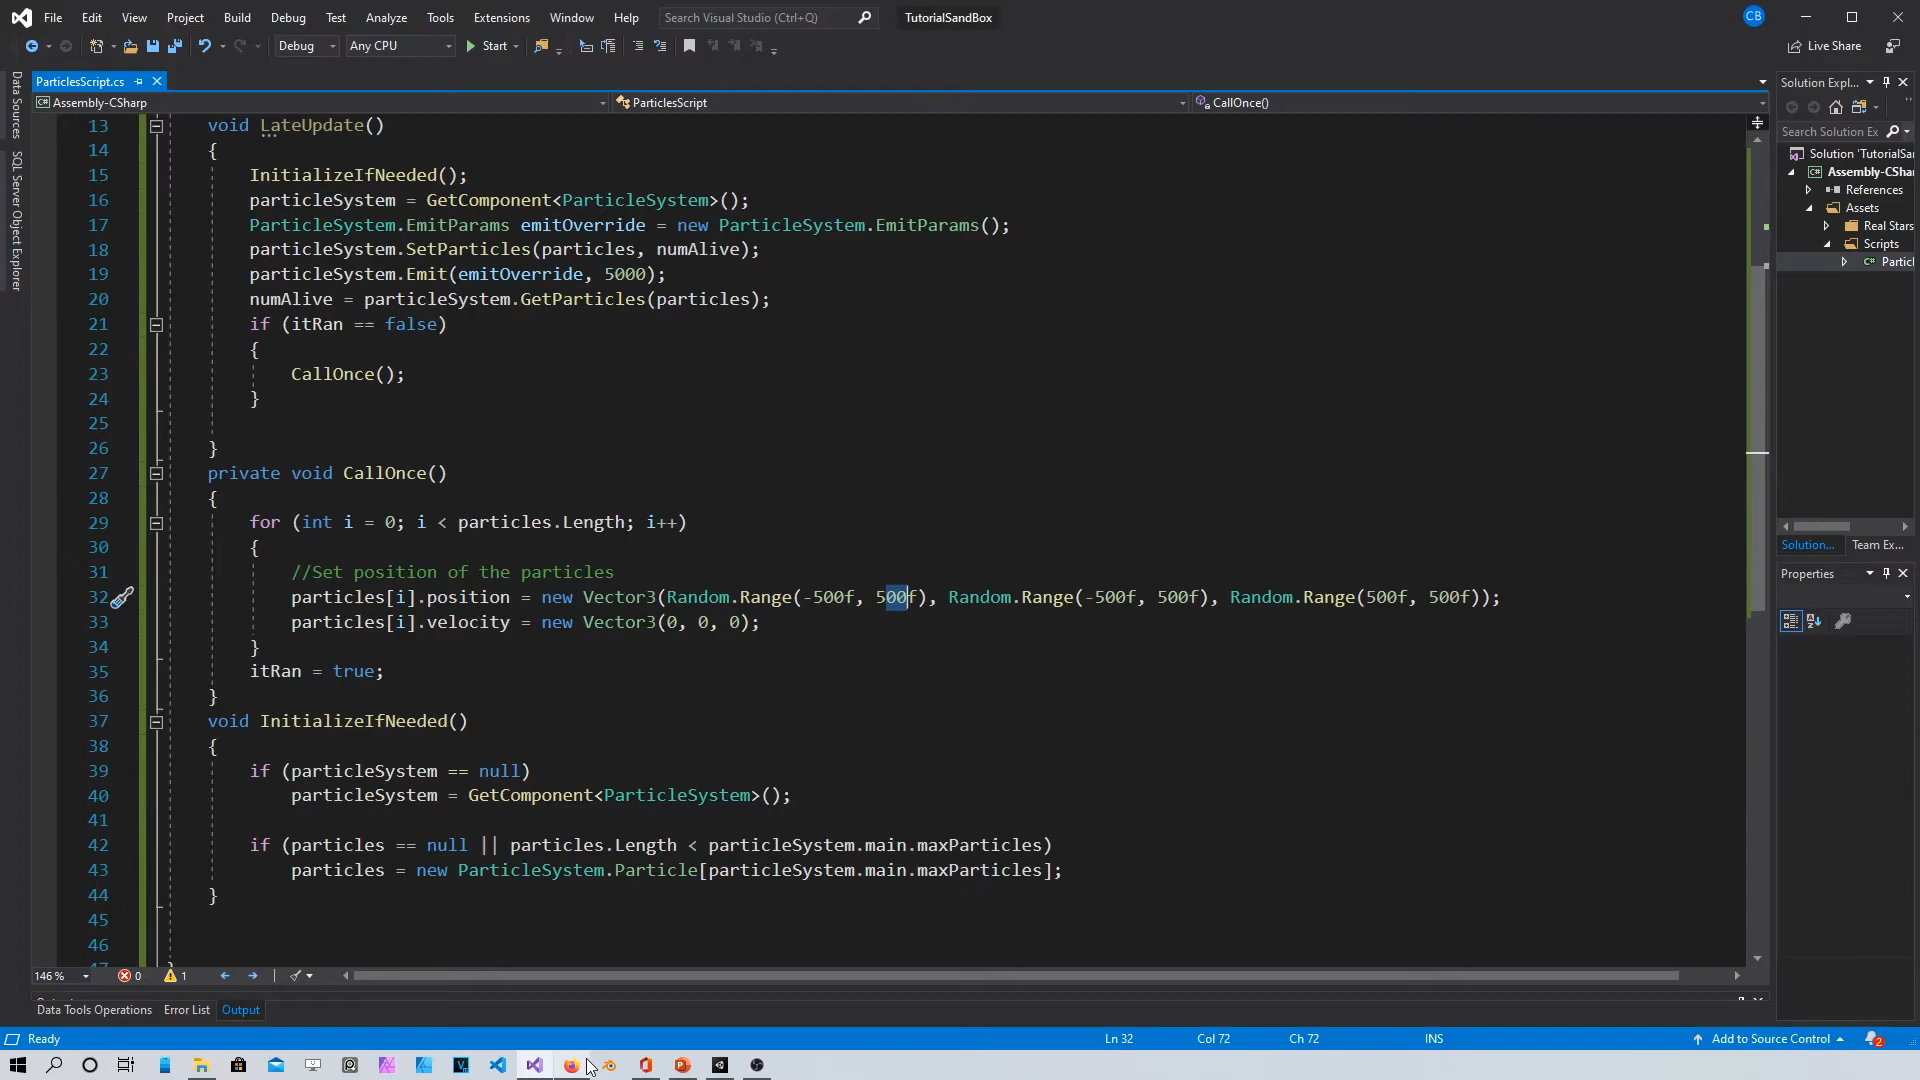 File Edit View Project Build Debug Test Analyze Tools Extensions Window Help Search Visual Studio (Ctrl+Q) TutorialSandBox CB
Debug Any CPU Start Live Share
ParticlesScript.cs
Assembly-CSharp ParticlesScript CallOnce()
Data Sources
SQL Server Object Explorer
13 void LateUpdate()
14 {
15 InitializeIfNeeded();
16 particleSystem = GetComponent<ParticleSystem>();
17 ParticleSystem.EmitParams emitOverride = new ParticleSystem.EmitParams();
18 particleSystem.SetParticles(particles, numAlive);
19 particleSystem.Emit(emitOverride, 5000);
20 numAlive = particleSystem.GetParticles(particles);
21 if (itRan == false)
22 {
23 CallOnce();
24 }
25
26 }
27 private void CallOnce()
28 {
29 for (int i = 0; i < particles.Length; i++)
30 {
31 //Set position of the particles
32 particles[i].position = new Vector3(Random.Range(-500f, 500f), Random.Range(-500f, 500f), Random.Range(500f, 500f));
33 particles[i].velocity = new Vector3(0, 0, 0);
34 }
35 itRan = true;
36 }
37 void InitializeIfNeeded()
38 {
39 if (particleSystem == null)
40 particleSystem = GetComponent<ParticleSystem>();
41
42 if (particles == null || particles.Length < particleSystem.main.maxParticles)
43 particles = new ParticleSystem.Particle[particleSystem.main.maxParticles];
44 }
45
46
Solution Expl...
Search Solution Ex
Solution 'TutorialSa
Assembly-CSha
References
Assets
Real Stars
Scripts
C# Particl
Solution... Team Ex...
Properties
146 % 0 1
Data Tools Operations Error List Output
Ready Ln 32 Col 72 Ch 72 INS Add to Source Control 2